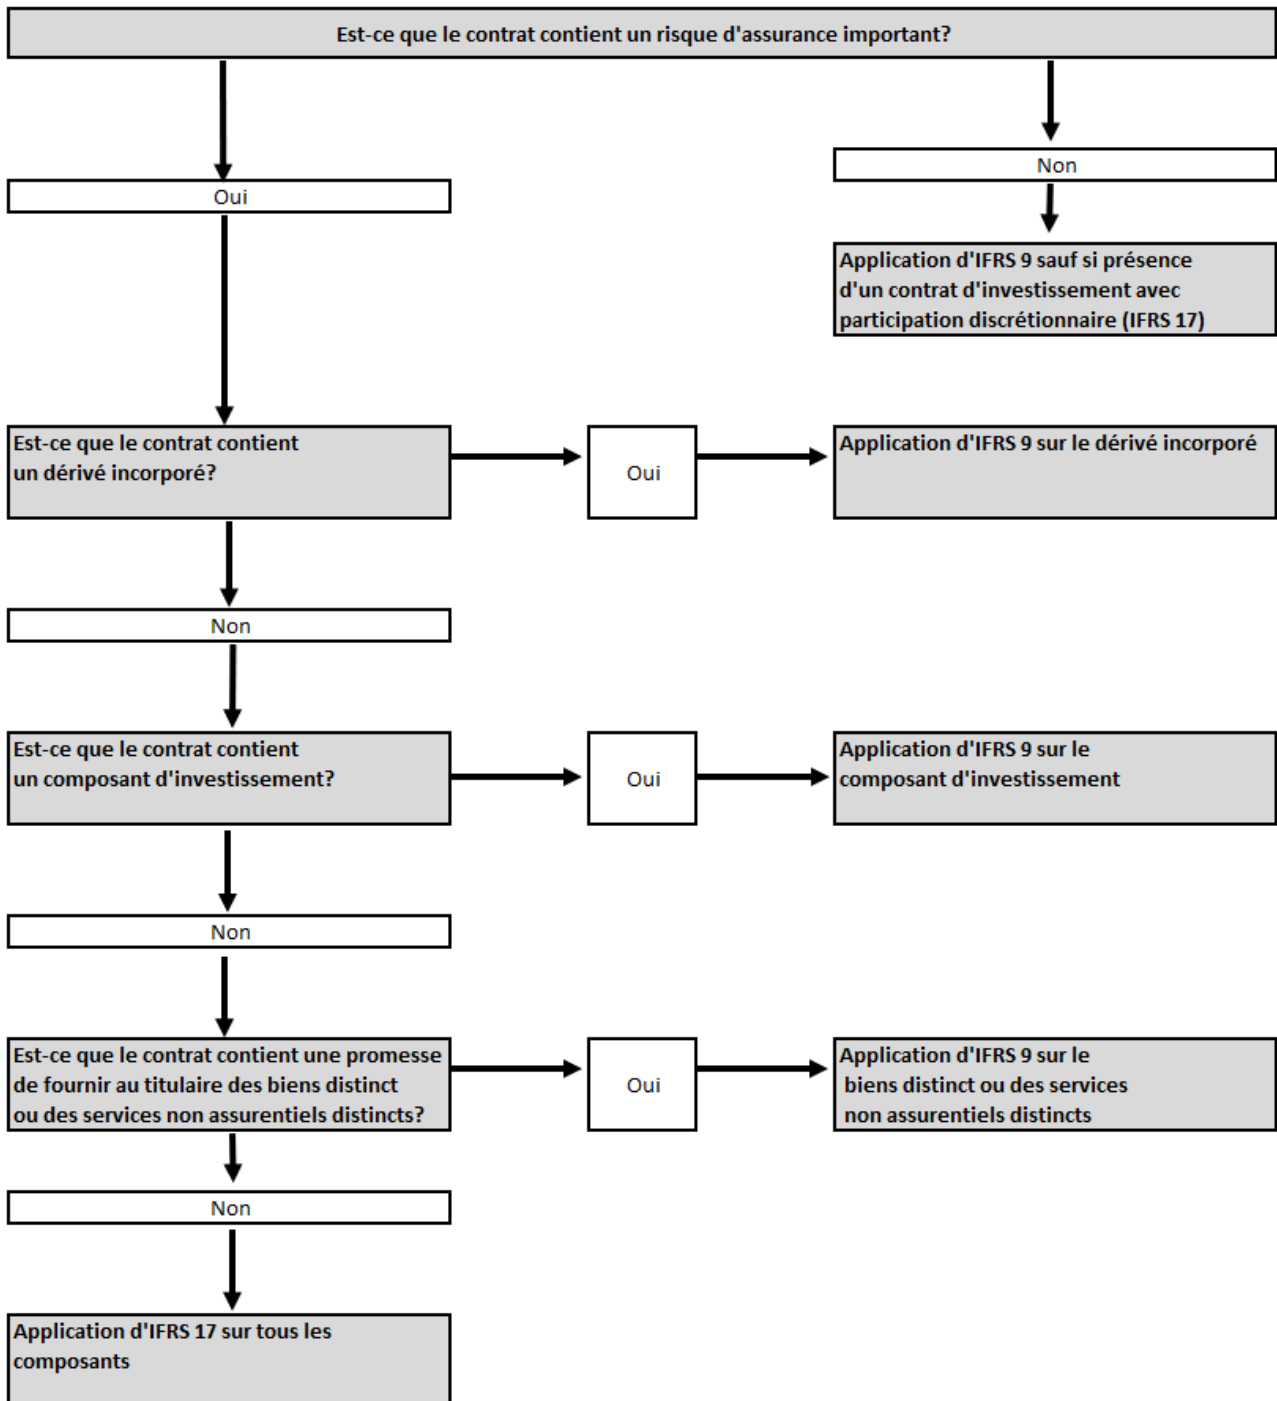 Est-ce que le contrat contient un risque d'assurance important?
Non
Oui
Application d'IFRS 9 sauf si présence
d'un contrat d'investissement avec
participation discrétionnaire (IFRS 17)
Est-ce que le contrat contient
un dérivé incorporé?
Oui
Application d'IFRS 9 sur le dérivé incorporé
Non
Est-ce que le contrat contient
un composant d'investissement?
Oui
Application d'IFRS 9 sur le
composant d'investissement
Non
Est-ce que le contrat contient une promesse
de fournir au titulaire des biens distinct
ou des services non assurentiels distincts?
Oui
Application d'IFRS 9 sur le
biens distinct ou des services
non assurentiels distincts
Non
Application d'IFRS 17 sur tous les
composants